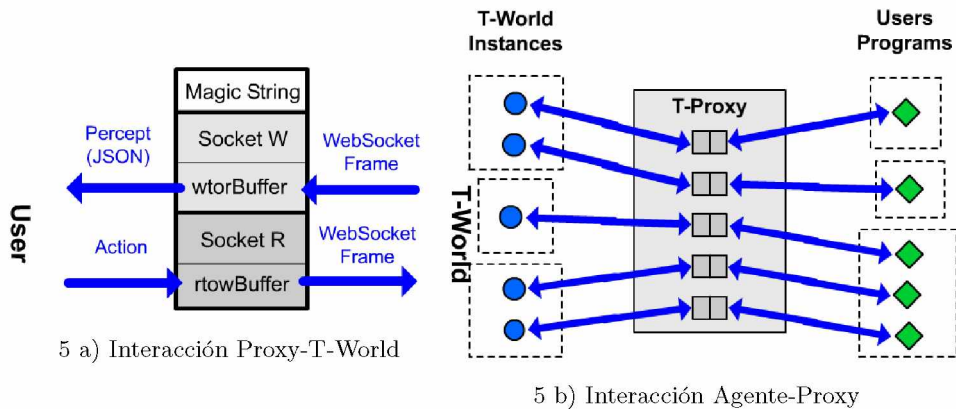 User
Magic String
Socket W
wtorBuffer
Socket R
rtowBuffer
Percept
(JSON)
WebSocket
Frame
Action
WebSocket
Frame
T-World
5 a) Interacción Proxy-T-World
T-World
Instances
T-Proxy
Users
Programs
5 b) Interacción Agente-Proxy